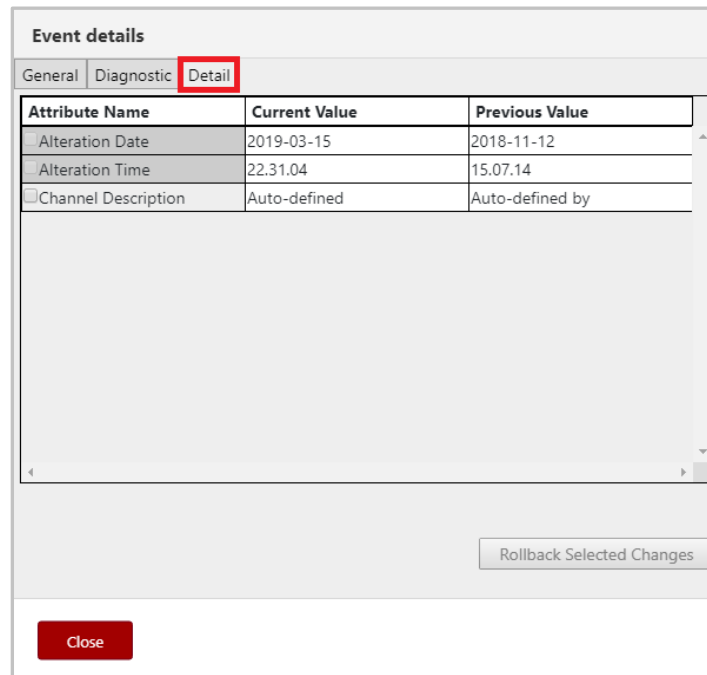 Event details
General Diagnostic Detail
Attribute Name Current Value Previous Value
Alteration Date 2019-03-15 2018-11-12
Alteration Time 22.31.04 15.07.14
Channel Description Auto-defined Auto-defined by
Rollback Selected Changes
Close